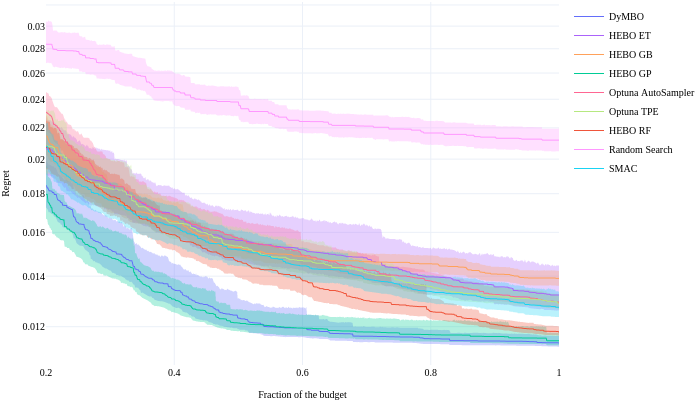 0.03
0.028
0.026
0.024
0.022
0.02
0.018
0.016
0.014
0.012
Regret
0.2
0.4
0.6
0.8
1
Fraction of the budget
DyMBO
HEBO ET
HEBO GB
HEBO GP
Optuna AutoSampler
Optuna TPE
HEBO RF
Random Search
SMAC